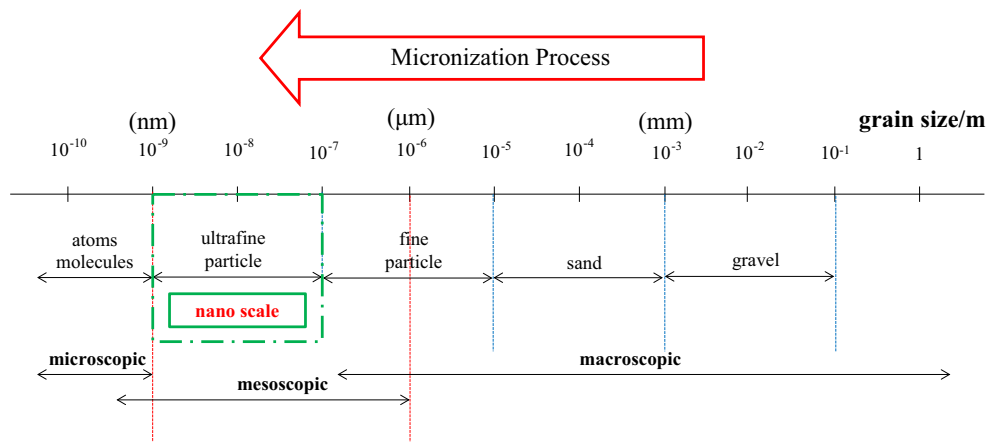 Micronization Process
(nm)
(μm)
(mm)
grain size/m
10⁻¹⁰ 10⁻⁹ 10⁻⁸ 10⁻⁷ 10⁻⁶ 10⁻⁵ 10⁻⁴ 10⁻³ 10⁻² 10⁻¹ 1
atoms
molecules
ultrafine
particle
fine
particle
sand
gravel
nano scale
microscopic
mesoscopic
macroscopic